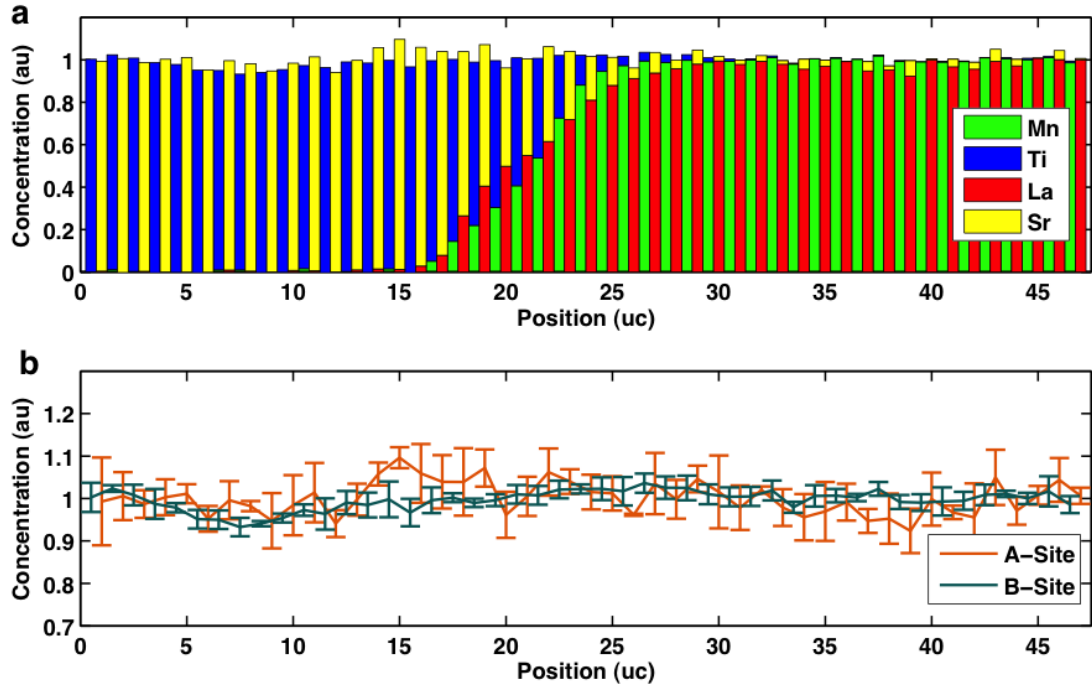 a
Concentration (au)
1
0.8
0.6
0.4
0.2
0
Mn
Ti
La
Sr
0 5 10 15 20 25 30 35 40 45
Position (uc)
b
Concentration (au)
1.2
1.1
1
0.9
0.8
0.7
A-Site
B-Site
0 5 10 15 20 25 30 35 40 45
Position (uc)